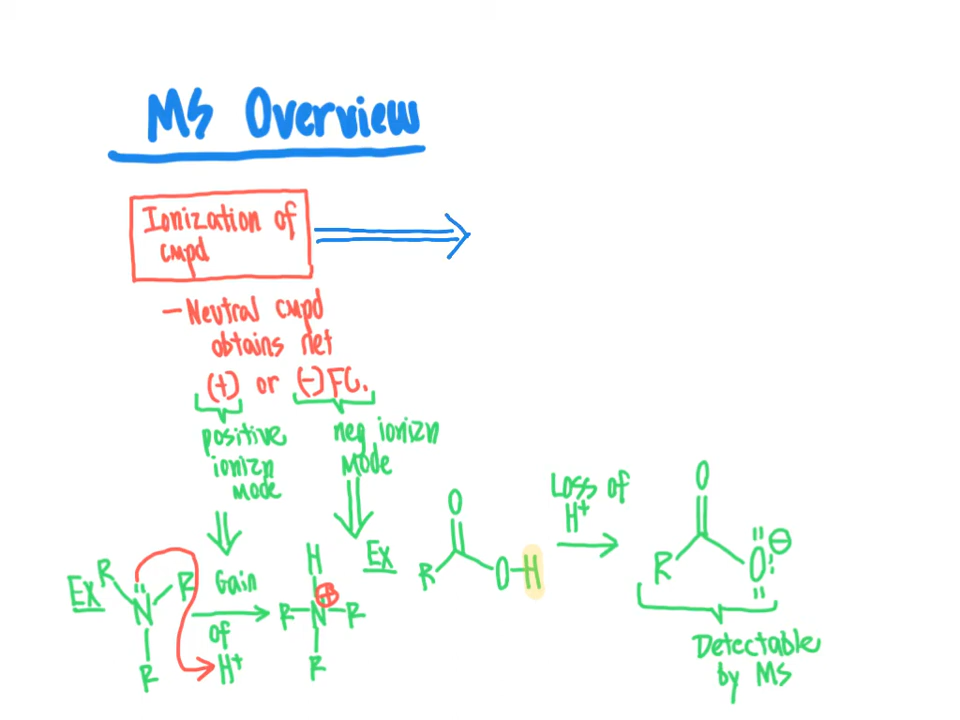 MS Overview
Ionization of
cmpd
– Neutral cmpd
obtains net
(+) or (-) FC.
positive
ionizn
mode
neg ionizn
Mode
Ex
R
N
R
R
Gain
of
H⁺
H
R–N–R
⊕
R
Ex
O
R
O–H
Loss of
H⁺
O
R
O
⊖
Detectable
by MS